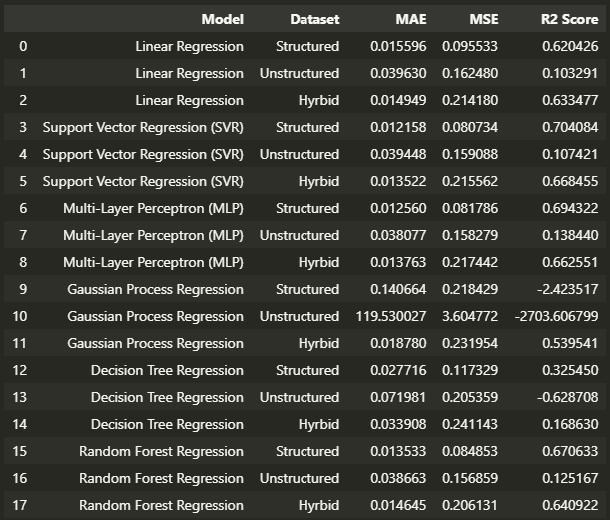 Model Dataset MAE MSE R2 Score
0 Linear Regression Structured 0.015596 0.095533 0.620426
1 Linear Regression Unstructured 0.039630 0.162480 0.103291
2 Linear Regression Hyrbid 0.014949 0.214180 0.633477
3 Support Vector Regression (SVR) Structured 0.012158 0.080734 0.704084
4 Support Vector Regression (SVR) Unstructured 0.039448 0.159088 0.107421
5 Support Vector Regression (SVR) Hyrbid 0.013522 0.215562 0.668455
6 Multi-Layer Perceptron (MLP) Structured 0.012560 0.081786 0.694322
7 Multi-Layer Perceptron (MLP) Unstructured 0.038077 0.158279 0.138440
8 Multi-Layer Perceptron (MLP) Hyrbid 0.013763 0.217442 0.662551
9 Gaussian Process Regression Structured 0.140664 0.218429 -2.423517
10 Gaussian Process Regression Unstructured 119.530027 3.604772 -2703.606799
11 Gaussian Process Regression Hyrbid 0.018780 0.231954 0.539541
12 Decision Tree Regression Structured 0.027716 0.117329 0.325450
13 Decision Tree Regression Unstructured 0.071981 0.205359 -0.628708
14 Decision Tree Regression Hyrbid 0.033908 0.241143 0.168630
15 Random Forest Regression Structured 0.013533 0.084853 0.670633
16 Random Forest Regression Unstructured 0.038663 0.156859 0.125167
17 Random Forest Regression Hyrbid 0.014645 0.206131 0.640922